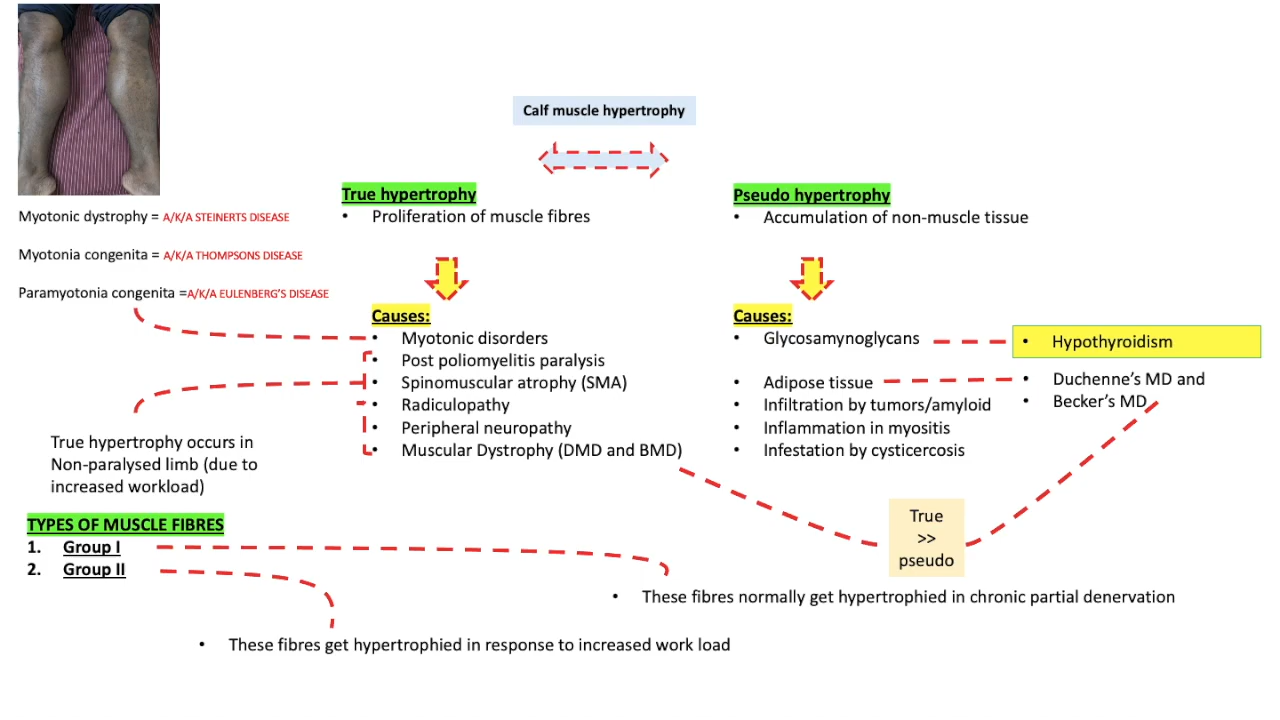 Calf muscle hypertrophy
True hypertrophy
• Proliferation of muscle fibres
Pseudo hypertrophy
• Accumulation of non-muscle tissue
Myotonic dystrophy = A/K/A STEINERTS DISEASE
Myotonia congenita = A/K/A THOMPSONS DISEASE
Paramyotonia congenita =A/K/A EULENBERG'S DISEASE
Causes:
• Myotonic disorders
• Post poliomyelitis paralysis
• Spinomuscular atrophy (SMA)
• Radiculopathy
• Peripheral neuropathy
• Muscular Dystrophy (DMD and BMD)
Causes:
• Glycosamynoglycans
• Adipose tissue
• Infiltration by tumors/amyloid
• Inflammation in myositis
• Infestation by cysticercosis
• Hypothyroidism
• Duchenne's MD and
• Becker's MD
True hypertrophy occurs in
Non-paralysed limb (due to
increased workload)
True
>>
pseudo
TYPES OF MUSCLE FIBRES
1. Group I
2. Group II
• These fibres normally get hypertrophied in chronic partial denervation
• These fibres get hypertrophied in response to increased work load